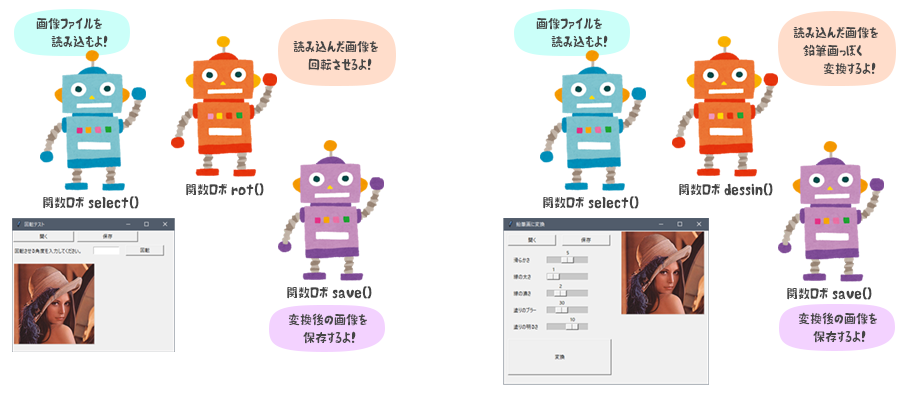 画像ファイルを
読み込むよ!
読み込んだ画像を
回転させるよ!
関数ロボ select()
関数ロボ rot()
回転テスト
開く
保存
回転させる角度を入力してください。
回転
関数ロボ save()
変換後の画像を
保存するよ!
画像ファイルを
読み込むよ!
読み込んだ画像を
鉛筆画っぽく
変換するよ!
関数ロボ select()
関数ロボ dessin()
鉛筆画に変換
開く
保存
滑らかさ
5
線の太さ
1
線の濃さ
2
塗りのブラー
30
塗りの明るさ
10
変換
関数ロボ save()
変換後の画像を
保存するよ!